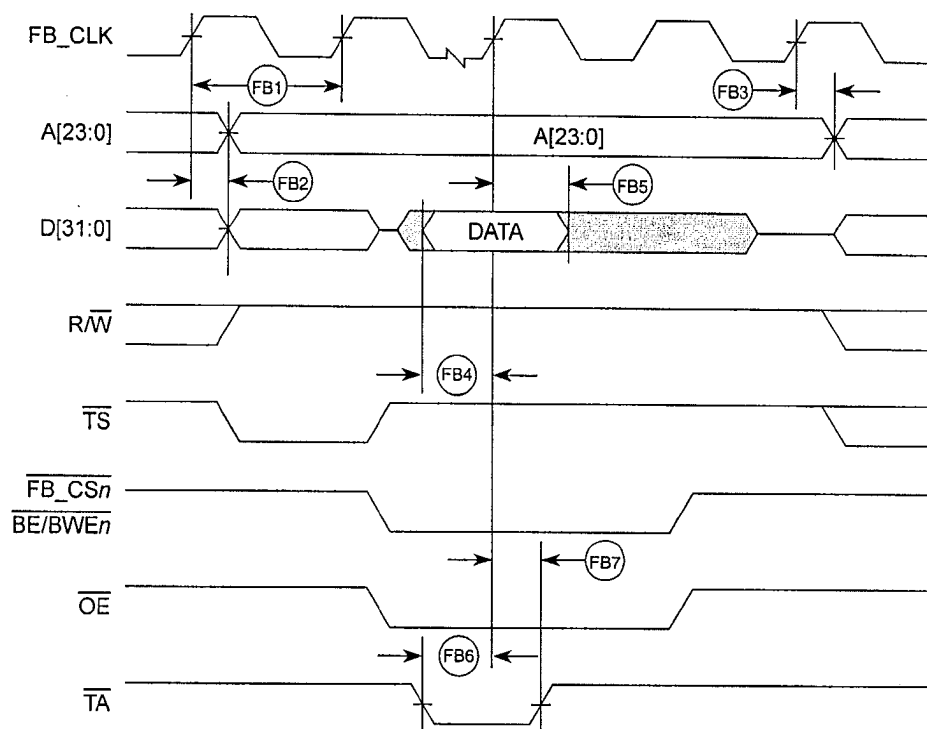 FB_CLK
FB1
FB3
A[23:0]
A[23:0]
FB2
FB5
D[31:0]
DATA
R/W
FB4
TS
FB_CSn
BE/BWEn
FB7
OE
FB6
TA